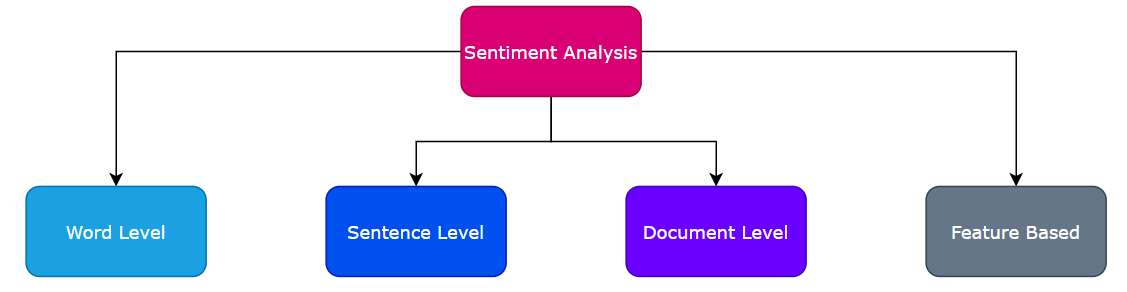 Sentiment Analysis
Word Level
Sentence Level
Document Level
Feature Based